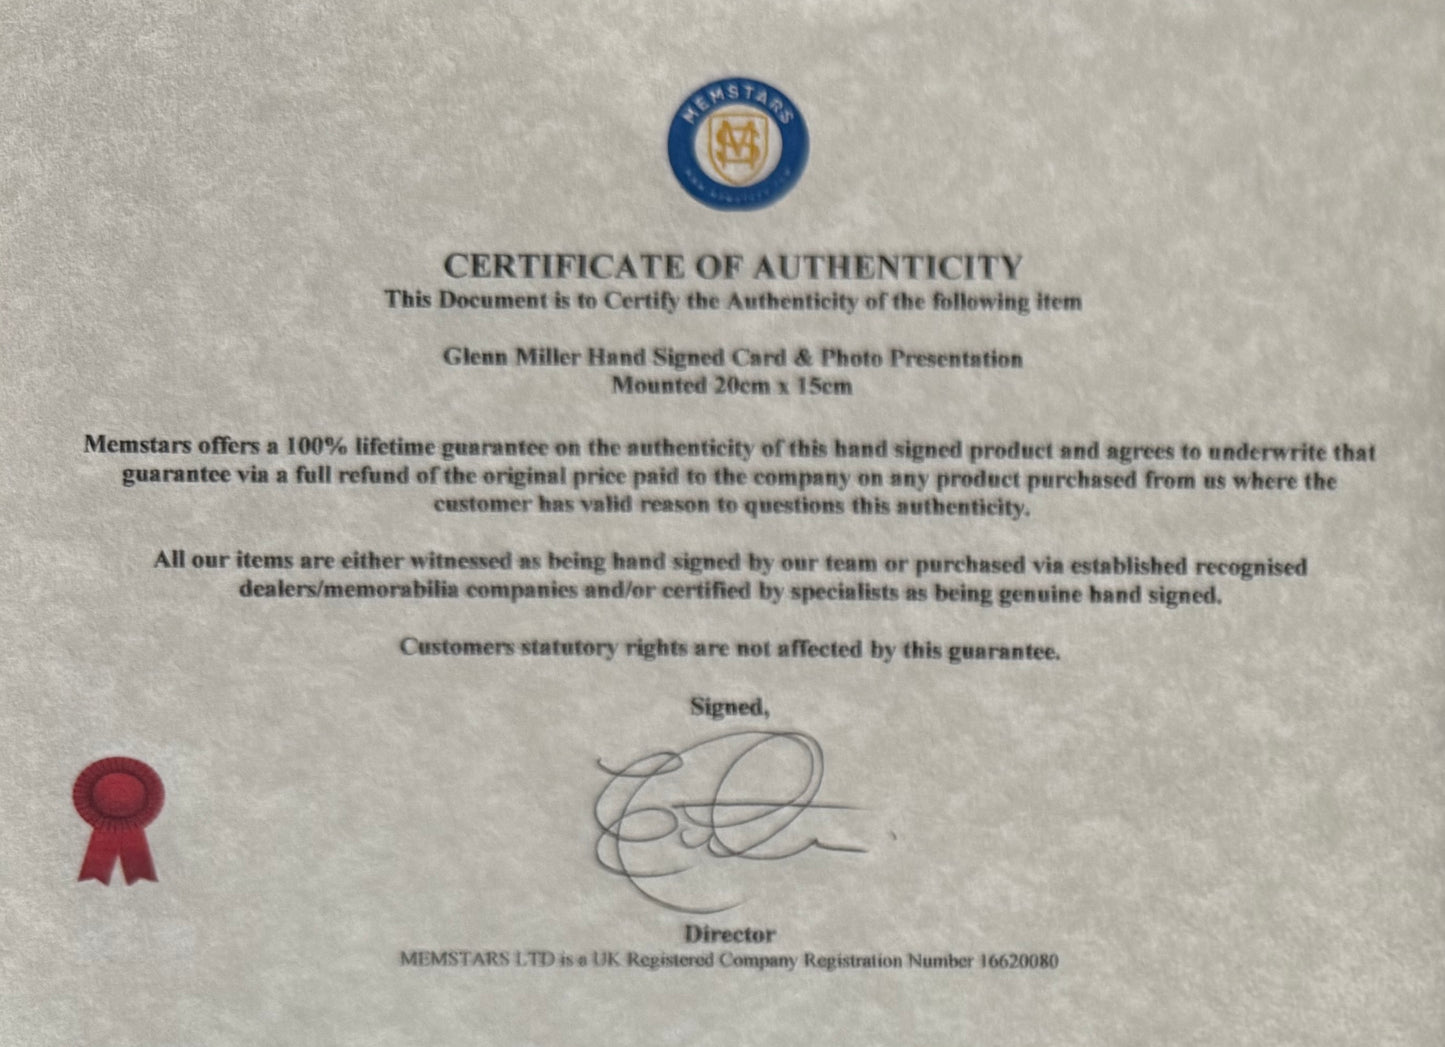 MEMSTARS
MS
CERTIFICATE OF AUTHENTICITY
This Document is to Certify the Authenticity of the following item
Glenn Miller Hand Signed Card & Photo Presentation
Mounted 20cm x 15cm
Memstars offers a 100% lifetime guarantee on the authenticity of this hand signed product and agrees to underwrite that
guarantee via a full refund of the original price paid to the company on any product purchased from us where the
customer has valid reason to questions this authenticity.
All our items are either witnessed as being hand signed by our team or purchased via established recognised
dealers/memorabilia companies and/or certified by specialists as being genuine hand signed.
Customers statutory rights are not affected by this guarantee.
Signed,
Director
MEMSTARS LTD is a UK Registered Company Registration Number 16620080